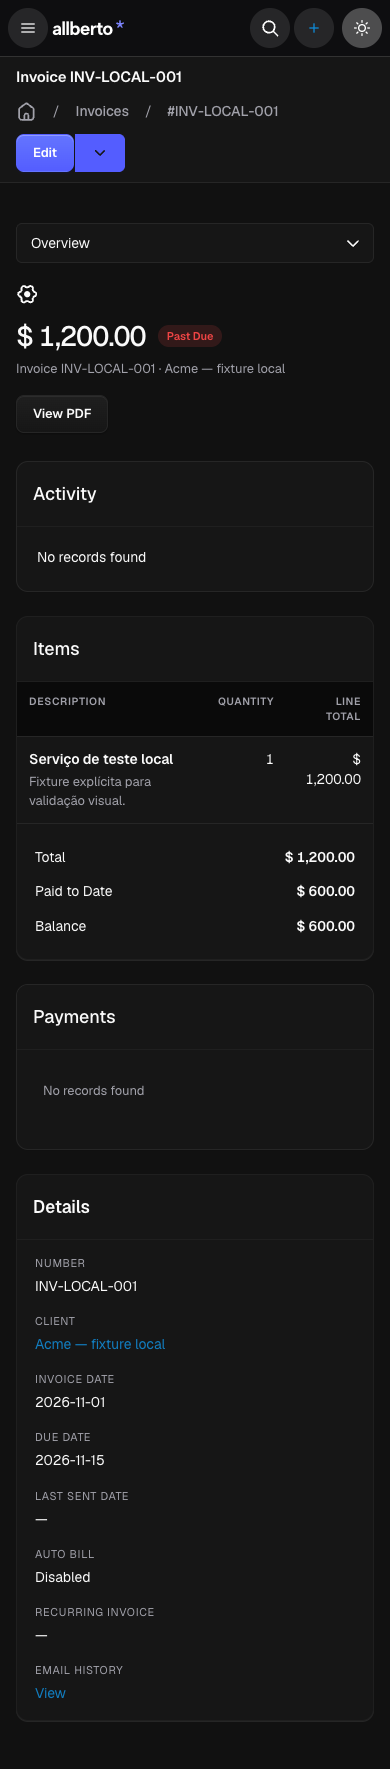 allberto*
Invoice INV-LOCAL-001
/ Invoices / #INV-LOCAL-001
Edit
Overview
$ 1,200.00 Past Due
Invoice INV-LOCAL-001 · Acme — fixture local
View PDF
Activity
No records found
Items
DESCRIPTION QUANTITY LINE
TOTAL
Serviço de teste local 1 $
1,200.00
Fixture explícita para
validação visual.
Total $ 1,200.00
Paid to Date $ 600.00
Balance $ 600.00
Payments
No records found
Details
NUMBER
INV-LOCAL-001
CLIENT
Acme — fixture local
INVOICE DATE
2026-11-01
DUE DATE
2026-11-15
LAST SENT DATE
—
AUTO BILL
Disabled
RECURRING INVOICE
—
EMAIL HISTORY
View